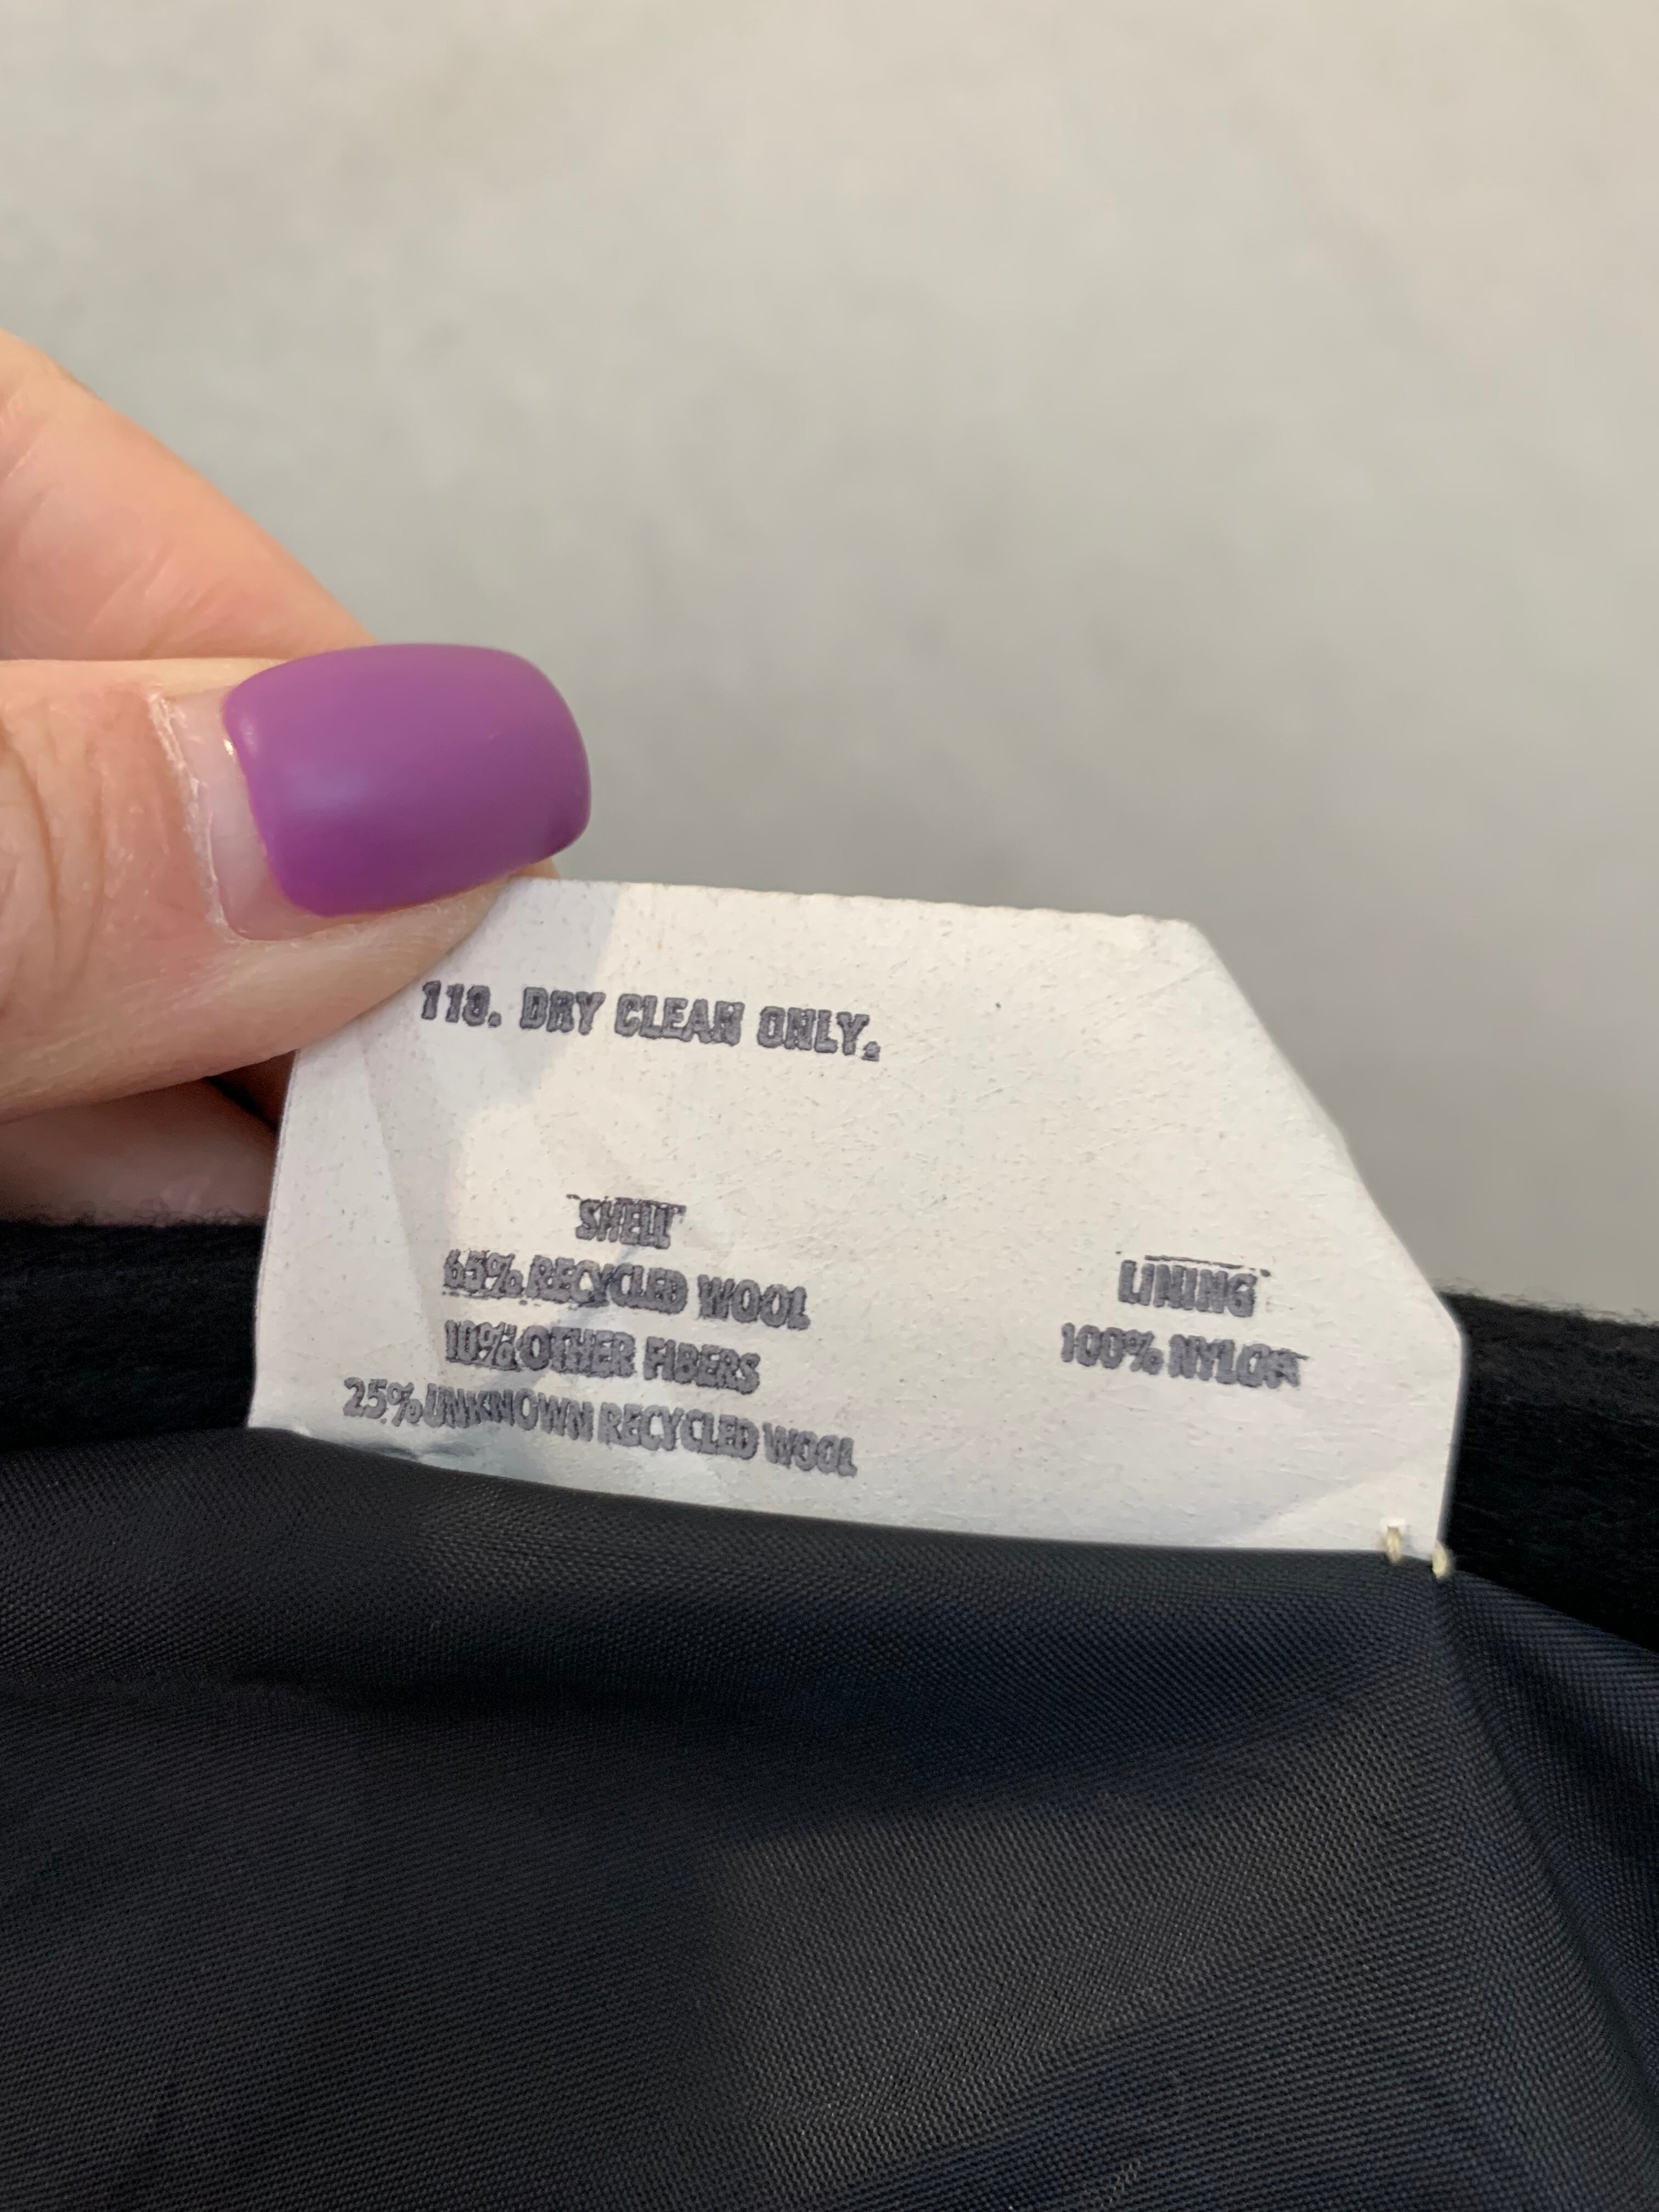 118. DRY CLEAN ONLY.
SHELL
65% RECYCLED WOOL
10% OTHER FIBERS
25% UNKNOWN RECYCLED WOOL
LINING
100% NYLON